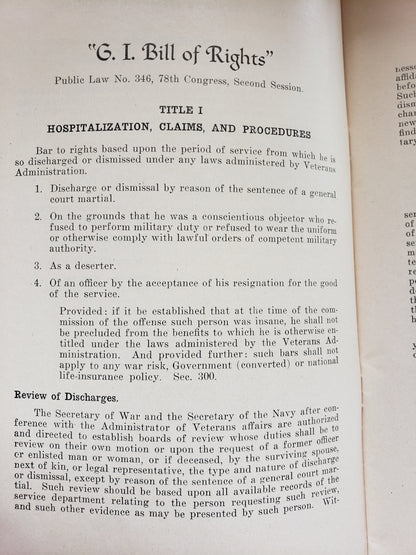 "G. I. Bill of Rights"
Public Law No. 346, 78th Congress, Second Session.
TITLE I
HOSPITALIZATION, CLAIMS, AND PROCEDURES
Bar to rights based upon the period of service from which he is
so discharged or dismissed under any laws administered by Veterans
Administration.
1. Discharge or dismissal by reason of the sentence of a general
court martial.
2. On the grounds that he was a conscientious objector who re-
fused to perform military duty or refused to wear the uniform
or otherwise comply with lawful orders of competent military
authority.
3. As a deserter.
4. Of an officer by the acceptance of his resignation for the good
of the service.
Provided: if it be established that at the time of the com-
mission of the offense such person was insane, he shall not
be precluded from the benefits to which he is otherwise en-
titled under the laws administered by the Veterans Ad-
ministration. And provided further: such bars shall not
apply to any war risk, Government (converted) or national
life-insurance policy. Sec. 300.
Review of Discharges.
The Secretary of War and the Secretary of the Navy after con-
ference with the Administrator of Veterans affairs are authorized
and directed to establish boards of review whose duties shall be to
review on their own motion or upon the request of a former officer
or enlisted man or woman, or if deceased, by the surviving spouse,
next of kin, or legal representative, the type and nature of discharge
or dismissal, except by reason of the sentence of a general court mar-
tial. Such review should be based upon all available records of the
service department relating to the person requesting such review,
and such other evidence as may be presented by such person. Wit-